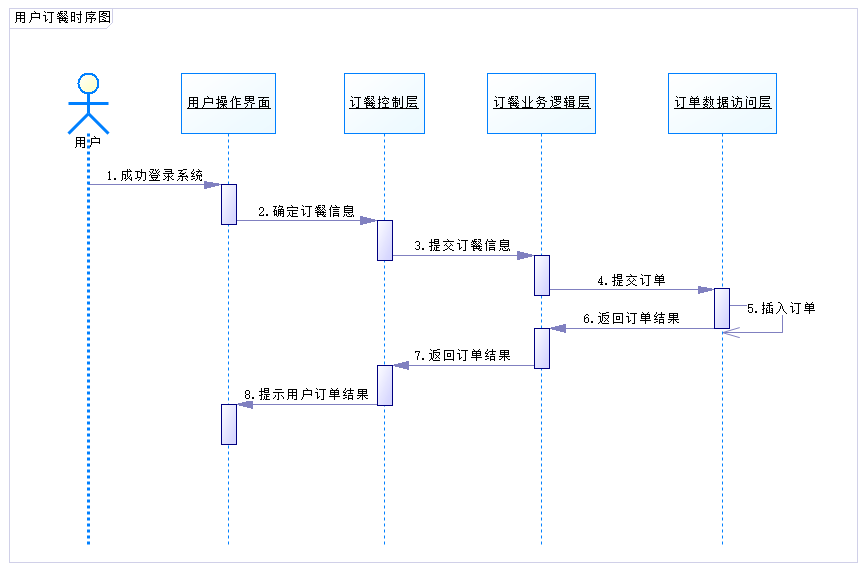 用户订餐时序图
用户操作界面
订餐控制层
订餐业务逻辑层
订单数据访问层
用户
1.成功登录系统
2.确定订餐信息
3.提交订餐信息
4.提交订单
5.插入订单
6.返回订单结果
7.返回订单结果
8.提示用户订单结果